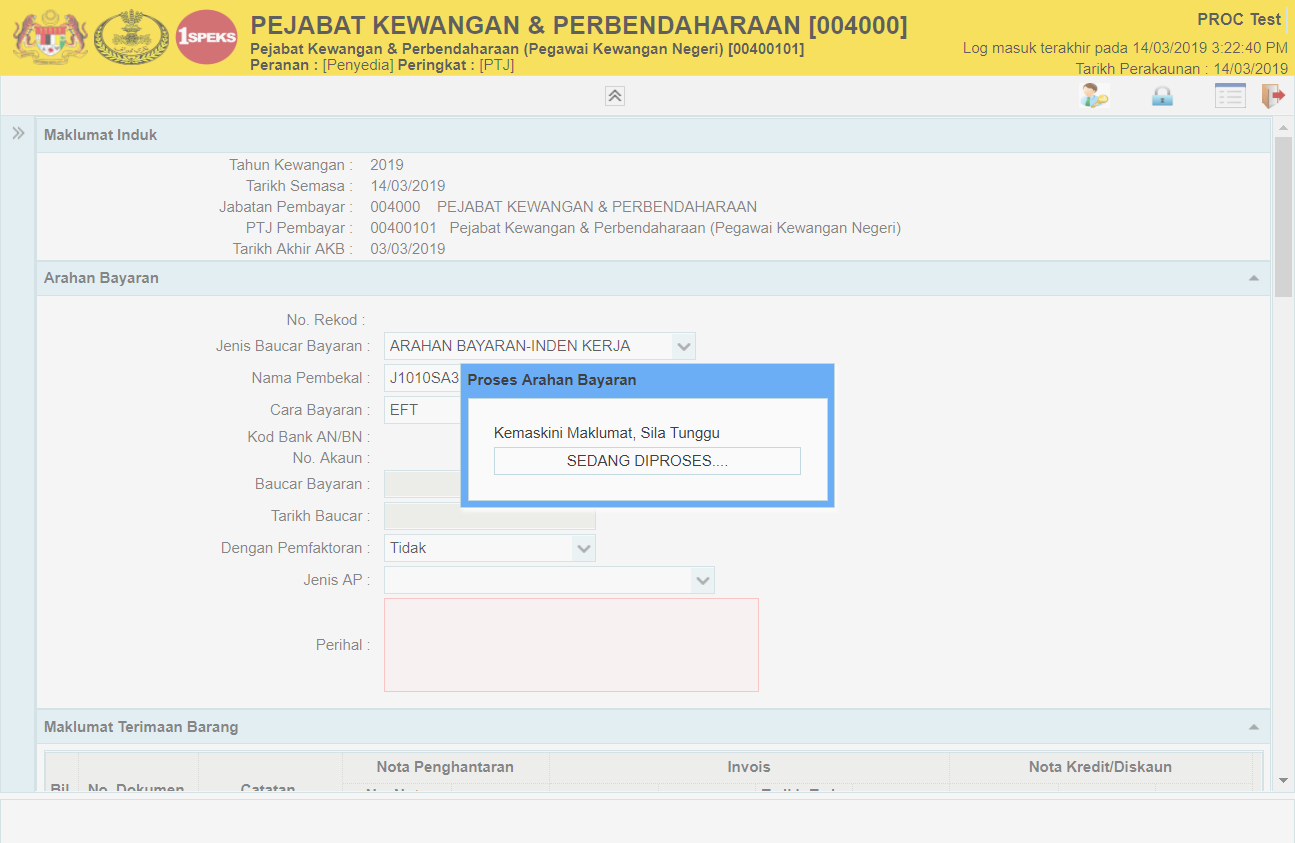 1SPEKS
PEJABAT KEWANGAN & PERBENDAHARAAN [004000]
Pejabat Kewangan & Perbendaharaan (Pegawai Kewangan Negeri) [00400101]
Peranan : [Penyedia] Peringkat : [PTJ]
PROC Test
Log masuk terakhir pada 14/03/2019 3:22:40 PM
Tarikh Perakaunan : 14/03/2019
Maklumat Induk
Tahun Kewangan : 2019
Tarikh Semasa : 14/03/2019
Jabatan Pembayar : 004000 PEJABAT KEWANGAN & PERBENDAHARAAN
PTJ Pembayar : 00400101 Pejabat Kewangan & Perbendaharaan (Pegawai Kewangan Negeri)
Tarikh Akhir AKB : 03/03/2019
Arahan Bayaran
No. Rekod :
Jenis Baucar Bayaran : ARAHAN BAYARAN-INDEN KERJA
Nama Pembekal : J1010SA3
Cara Bayaran : EFT
Kod Bank AN/BN :
No. Akaun :
Baucar Bayaran :
Tarikh Baucar :
Dengan Pemfaktoran : Tidak
Jenis AP :
Perihal :
Proses Arahan Bayaran
Kemaskini Maklumat, Sila Tunggu
SEDANG DIPROSES....
Maklumat Terimaan Barang
Nota Penghantaran Invois Nota Kredit/Diskaun
Bil No. Dokumen Catatan